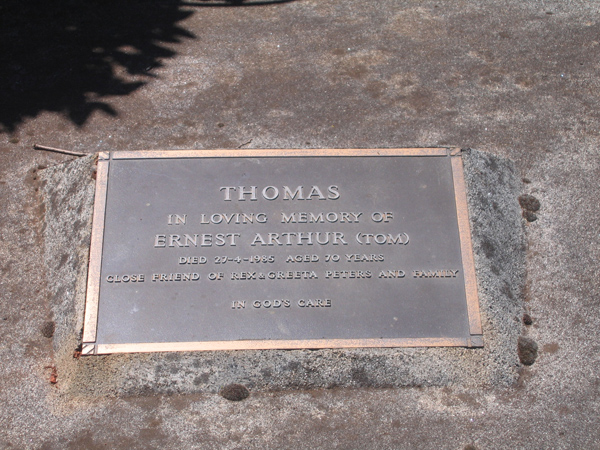 THOMAS
IN LOVING MEMORY OF
ERNEST ARTHUR (TOM)
DIED 27-4-1985 AGED 70 YEARS
CLOSE FRIEND OF REX & GREETA PETERS AND FAMILY
IN GOD'S CARE